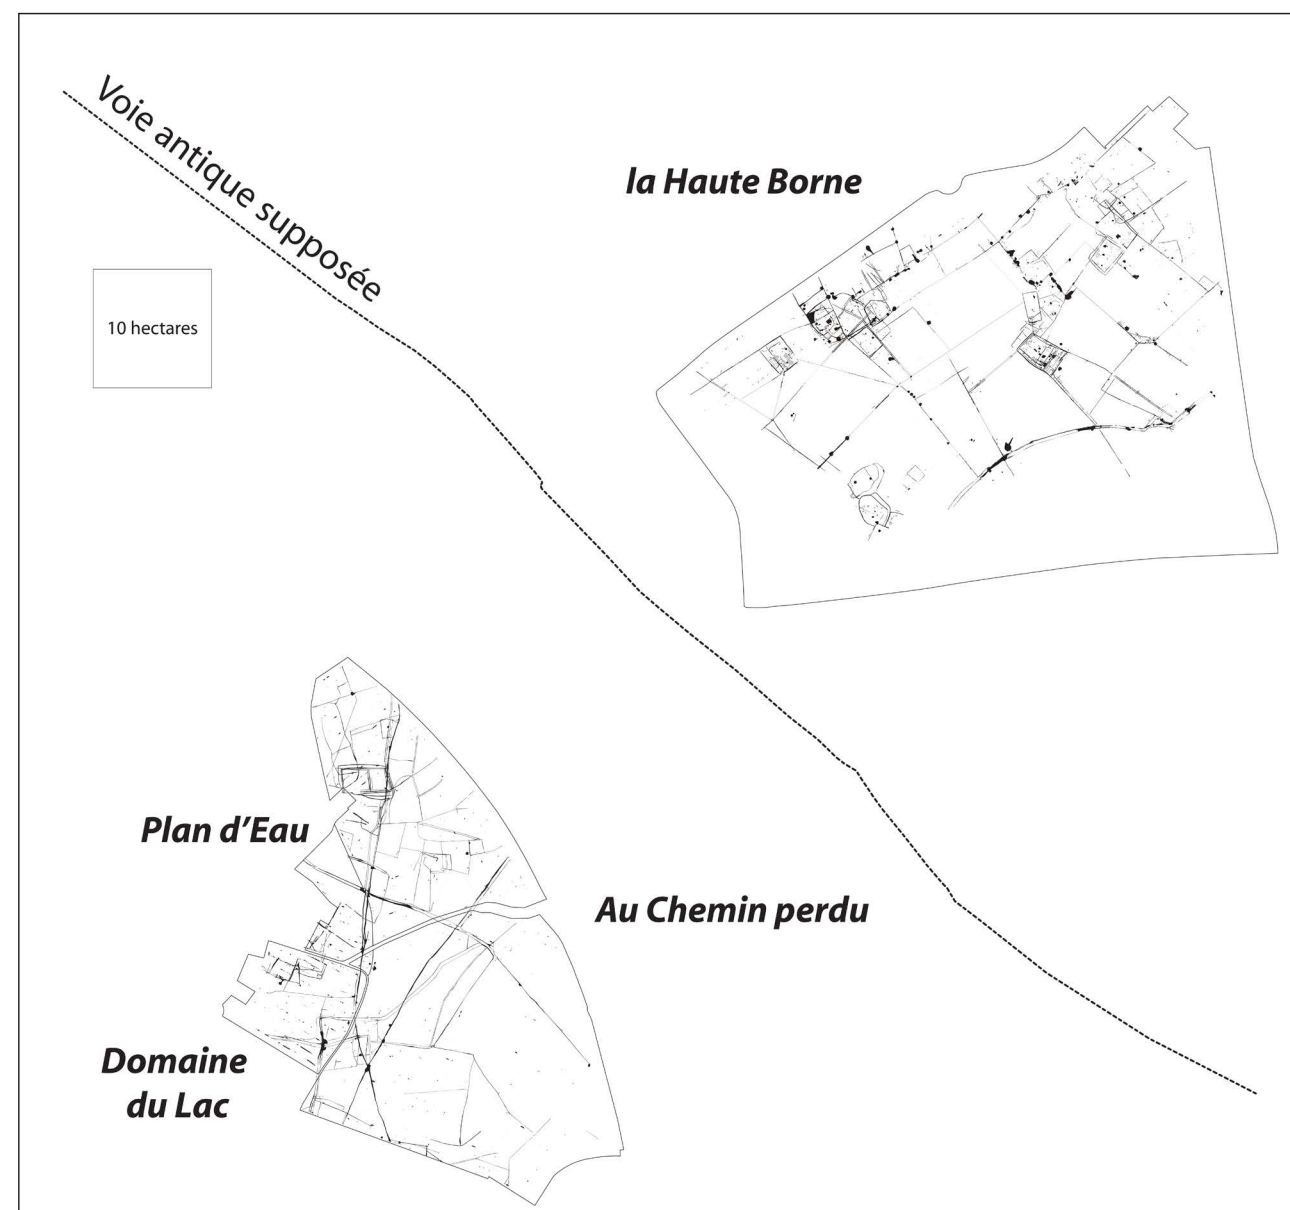 Voie antique supposée
la Haute Borne
10 hectares
Plan d’Eau
Au Chemin perdu
Domaine
du Lac